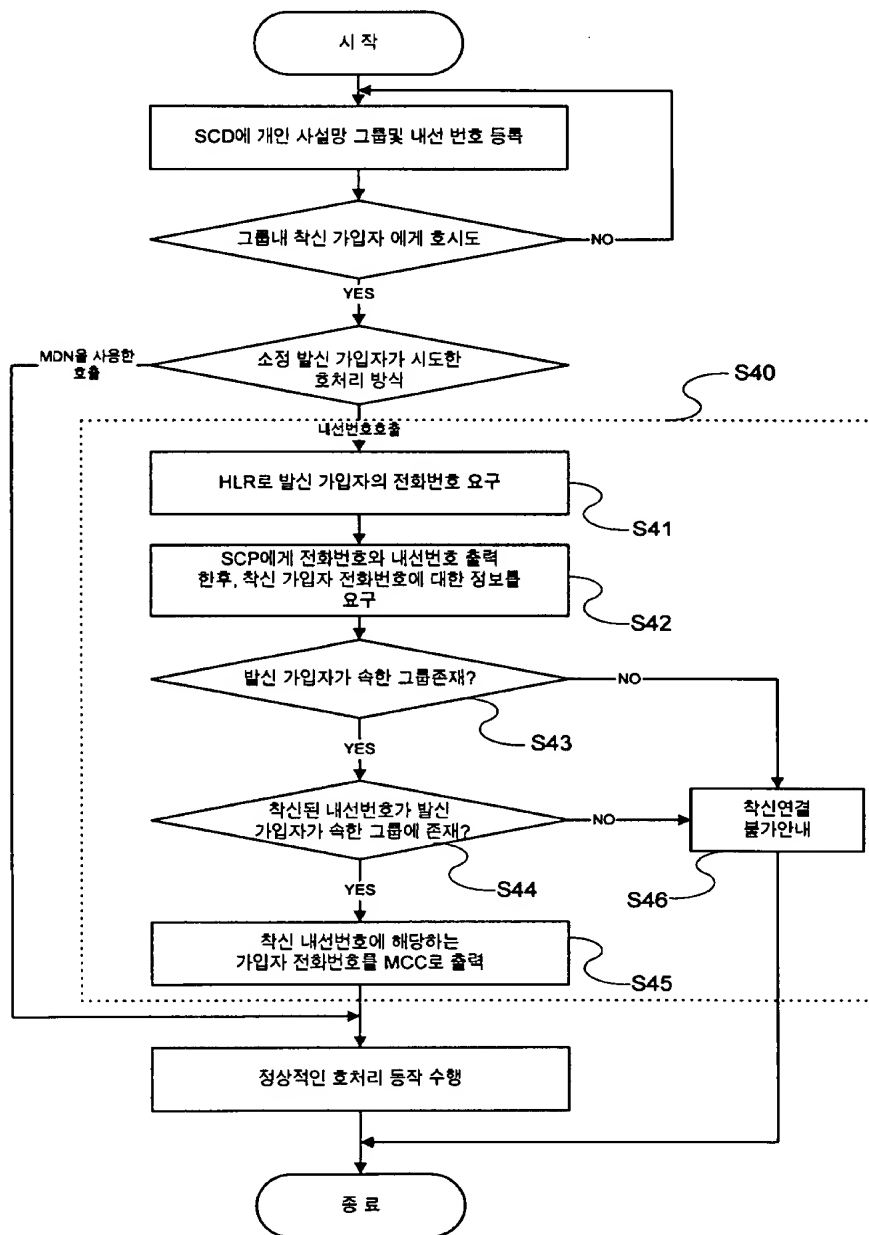 시 작
SCD에 개인 사설망 그룹및 내선 번호 등록
그룹내 착신 가입자 에게 호시도
NO
YES
MDN을 사용한
호출
소정 발신 가입자가 시도한
호처리 방식
S40
내선번호호출
HLR로 발신 가입자의 전화번호 요구
S41
SCP에게 전화번호와 내선번호 출력
한후, 착신 가입자 전화번호에 대한 정보를
요구
S42
발신 가입자가 속한 그룹존재?
NO
S43
YES
착신된 내선번호가 발신
가입자가 속한 그룹에 존재?
NO
착신연결
불가안내
S44
S46
YES
착신 내선번호에 해당하는
가입자 전화번호를 MCC로 출력
S45
정상적인 호처리 동작 수행
종 료